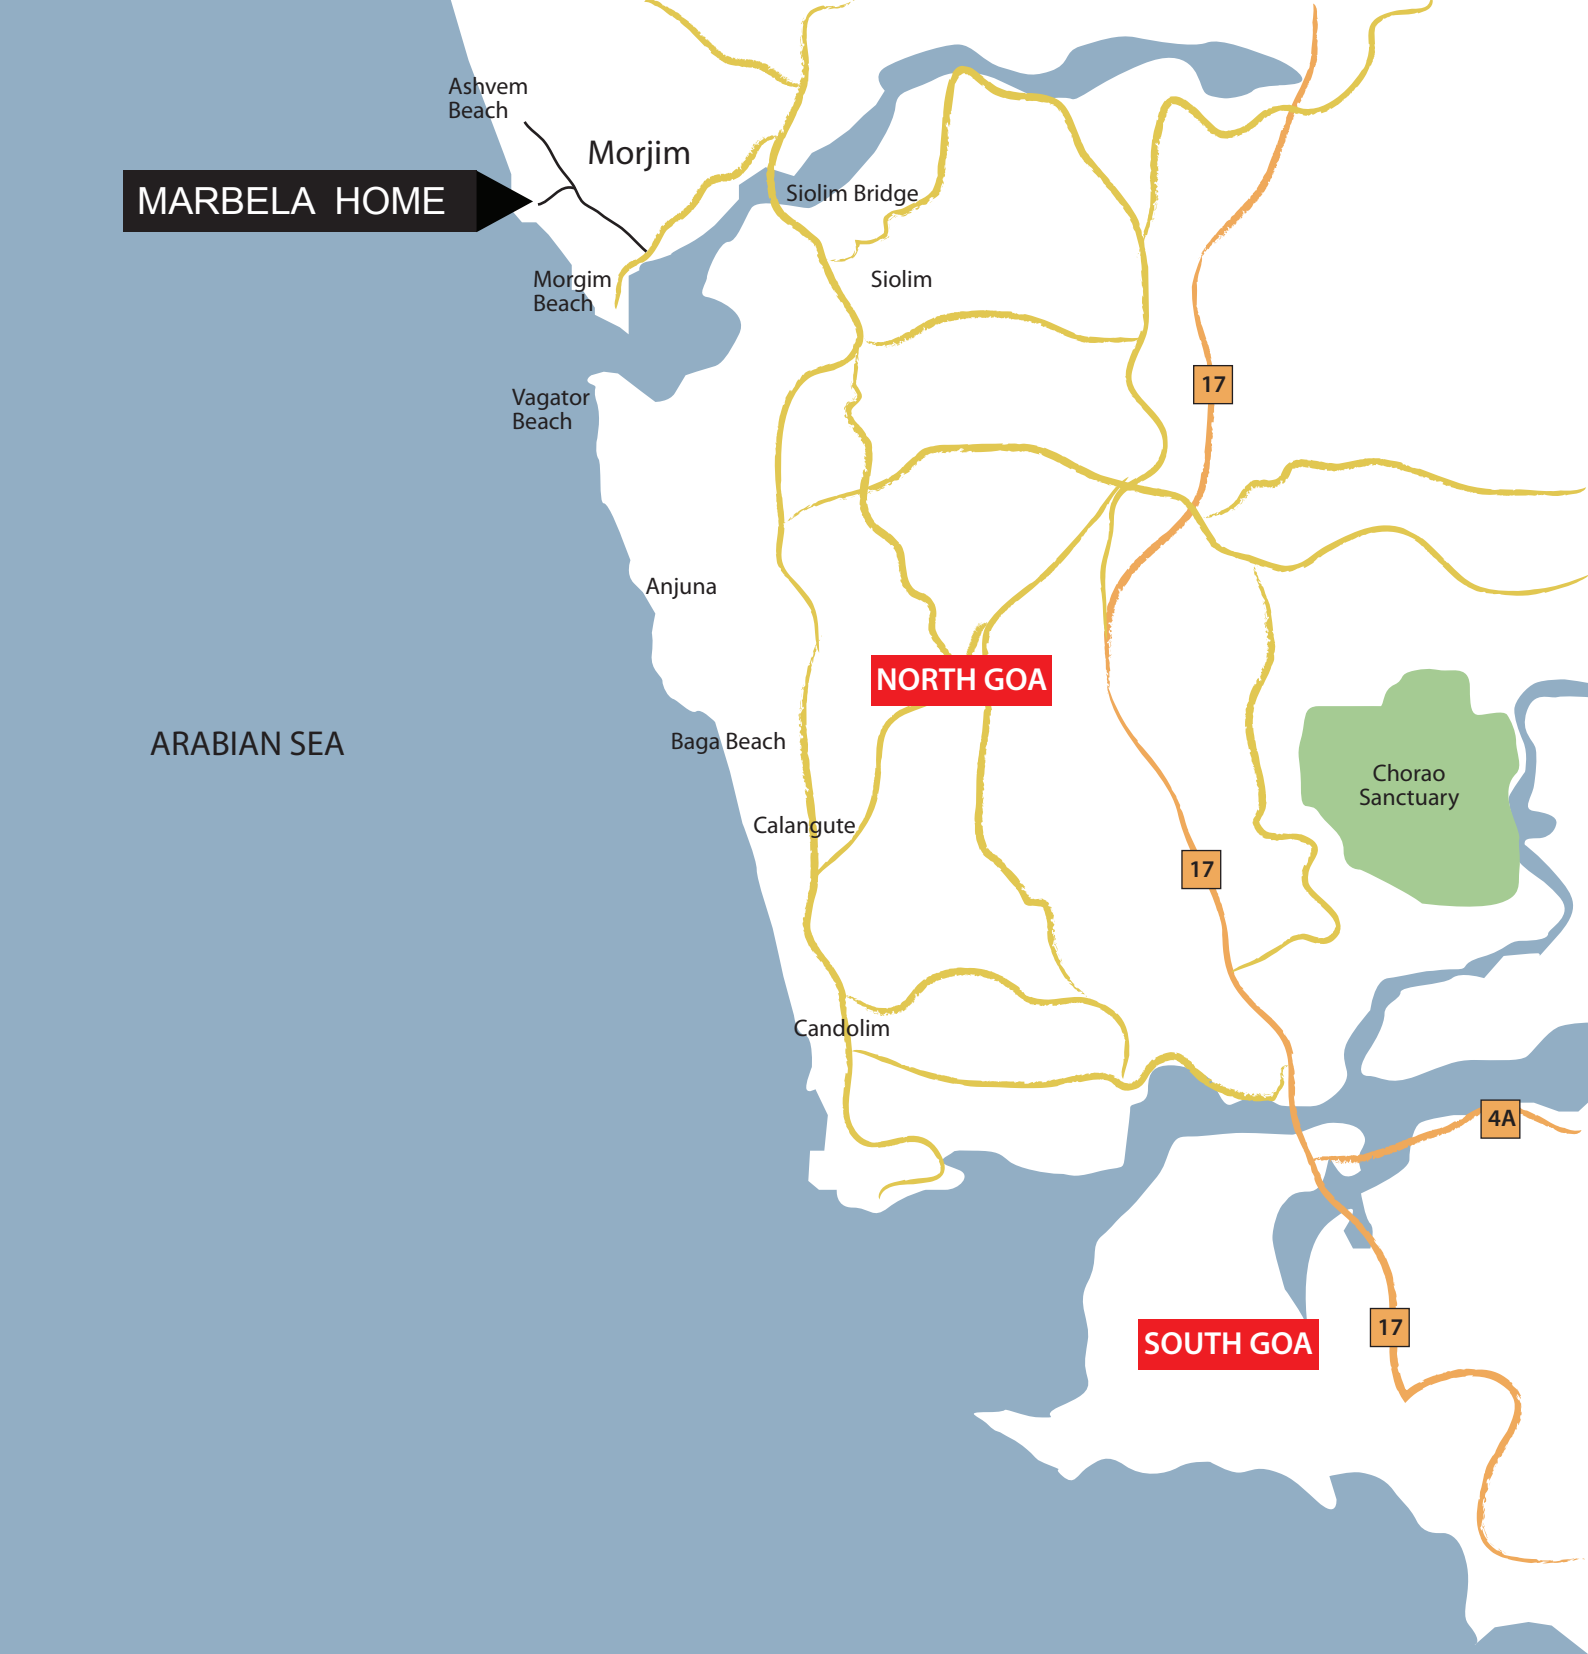 Ashvem
Beach
Morjim
MARBELA HOME
Siolim Bridge
Morgim
Beach
Siolim
Vagator
Beach
17
Anjuna
NORTH GOA
ARABIAN SEA
Baga Beach
Chorao
Sanctuary
Calangute
17
Candolim
4A
SOUTH GOA
17